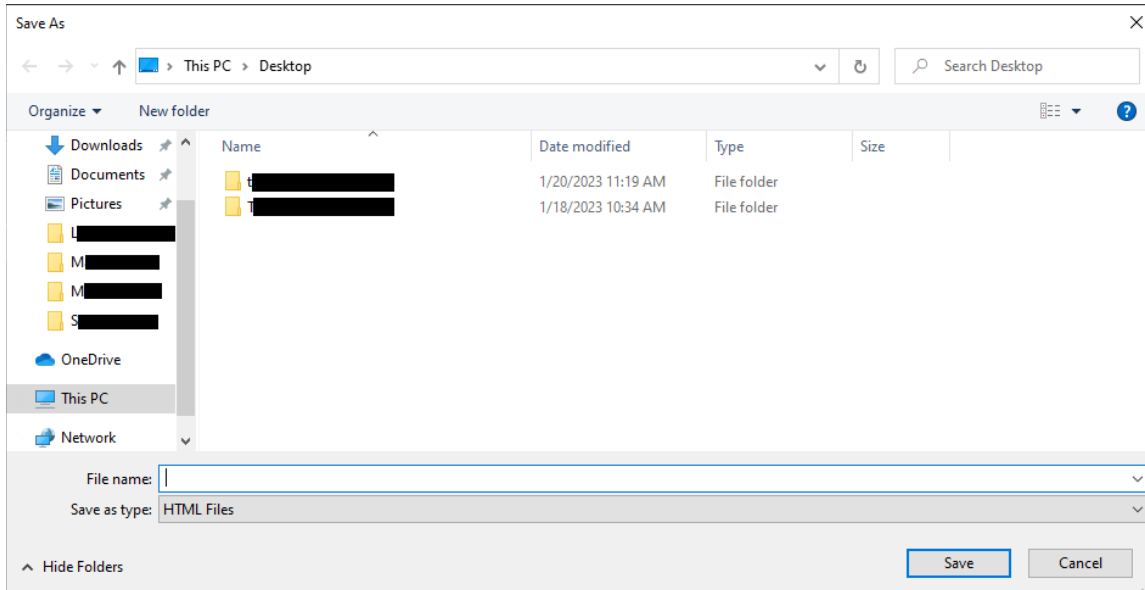 Save As
This PC > Desktop
Search Desktop
Organize
New folder
Downloads
Documents
Pictures
L
M
M
S
OneDrive
This PC
Network
Name Date modified Type Size
t 1/20/2023 11:19 AM File folder
T 1/18/2023 10:34 AM File folder
File name:
Save as type: HTML Files
Hide Folders
Save Cancel